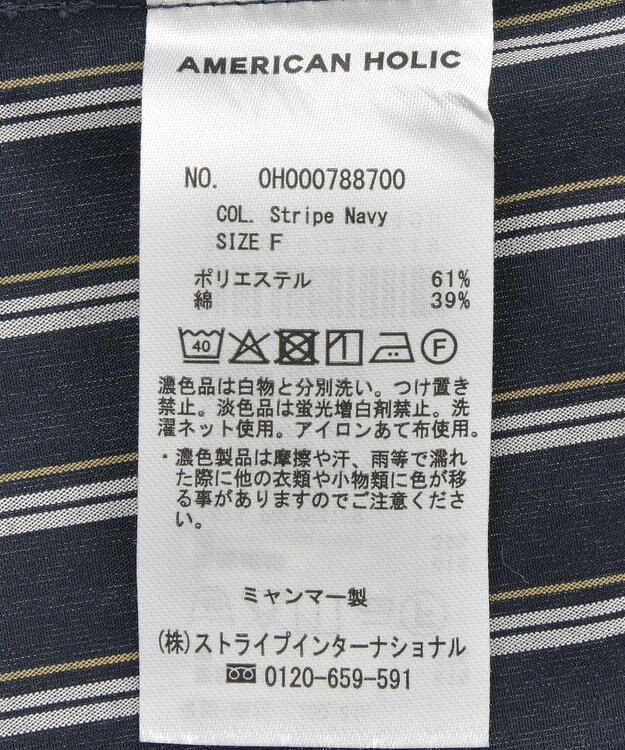 AMERICAN HOLIC
NO. 0H000788700
COL. Stripe Navy
SIZE F
ポリエステル 61%
綿 39%
40 F
濃色品は白物と分別洗い。つけ置き
禁止。淡色品は蛍光増白剤禁止。洗
濯ネット使用。アイロンあて布使用。
・濃色製品は摩擦や汗、雨等で濡れ
た際に他の衣類や小物類に色が移
る事がありますのでご注意くださ
い。
ミャンマー製
(株)ストライプインターナショナル
0120-659-591